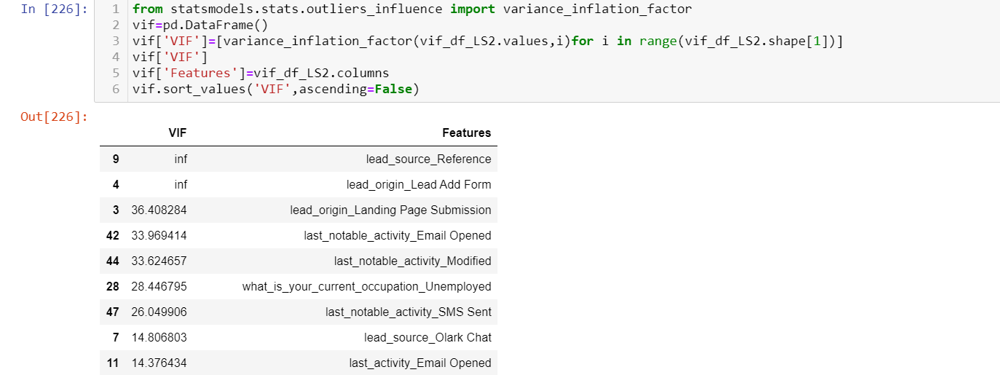 In [226]:
1 from statsmodels.stats.outliers_influence import variance_inflation_factor
2 vif=pd.DataFrame()
3 vif['VIF']=[variance_inflation_factor(vif_df_LS2.values,i)for i in range(vif_df_LS2.shape[1])]
4 vif['VIF']
5 vif['Features']=vif_df_LS2.columns
6 vif.sort_values('VIF',ascending=False)
Out[226]:
VIF Features
9 inf lead_source_Reference
4 inf lead_origin_Lead Add Form
3 36.408284 lead_origin_Landing Page Submission
42 33.969414 last_notable_activity_Email Opened
44 33.624657 last_notable_activity_Modified
28 28.446795 what_is_your_current_occupation_Unemployed
47 26.049906 last_notable_activity_SMS Sent
7 14.806803 lead_source_Olark Chat
11 14.376434 last_activity_Email Opened